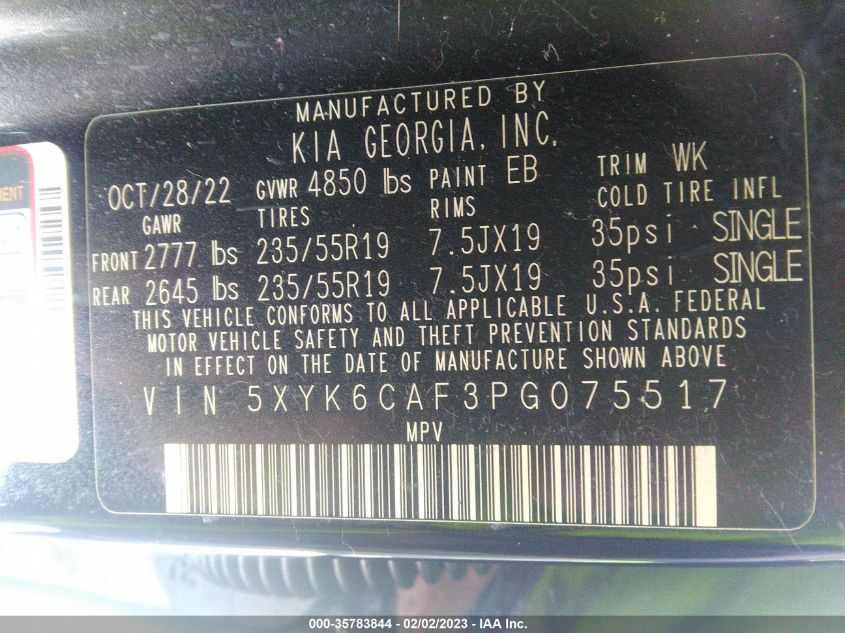 MANUFACTURED BY
KIA GEORGIA, INC.
OCT/28/22 GVWR 4850 lbs PAINT EB TRIM WK
GAWR TIRES RIMS COLD TIRE INFL
FRONT 2777 lbs 235/55R19 7.5JX19 35psi SINGLE
REAR 2645 lbs 235/55R19 7.5JX19 35psi SINGLE
THIS VEHICLE CONFORMS TO ALL APPLICABLE U.S.A. FEDERAL
MOTOR VEHICLE SAFETY AND THEFT PREVENTION STANDARDS
IN EFFECT ON THE DATE OF MANUFACTURE SHOWN ABOVE
VIN 5XYK6CAF3PG075517
MPV
000-35783844 - 02/02/2023 - IAA Inc.